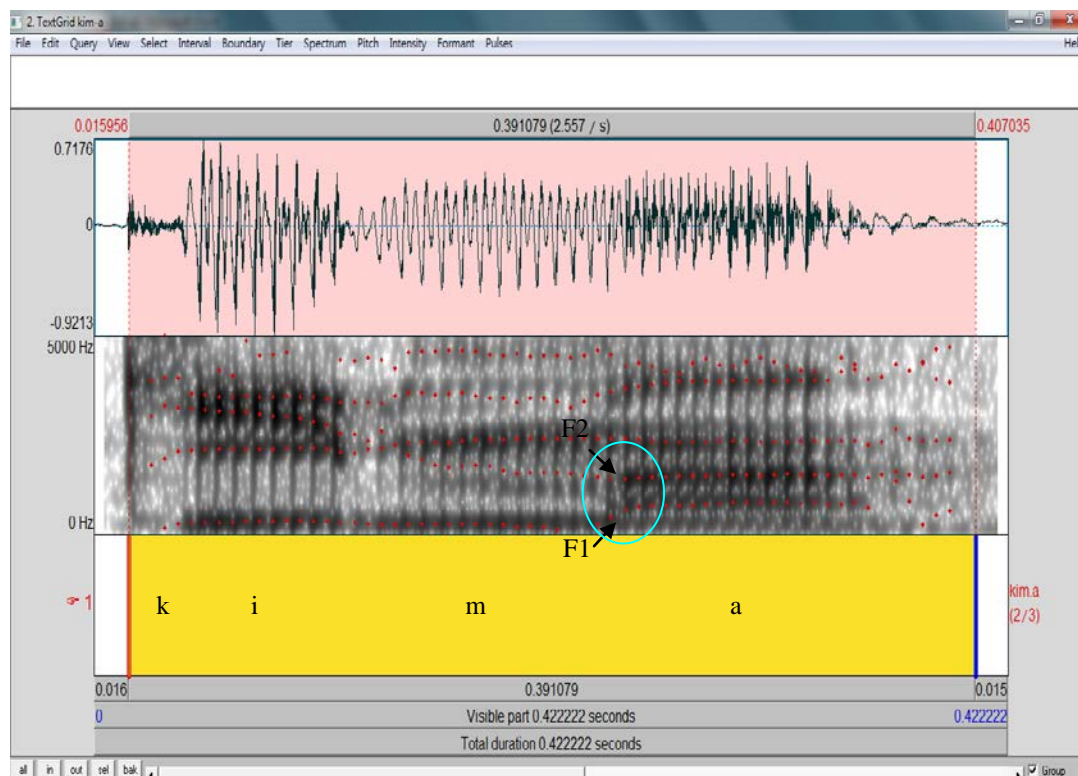 2. TextGrid kim-a
File Edit Query View Select Interval Boundary Tier Spectrum Pitch Intensity Formant Pulses Hel
0.015956 0.391079 (2.557 / s) 0.407035
0.7176
0
-0.9213
5000 Hz
F2
0 Hz
F1
1 k i m a kim.a
(2/3)
0.016 0.391079 0.015
0 Visible part 0.422222 seconds 0.422222
Total duration 0.422222 seconds
all in out sel bak Group